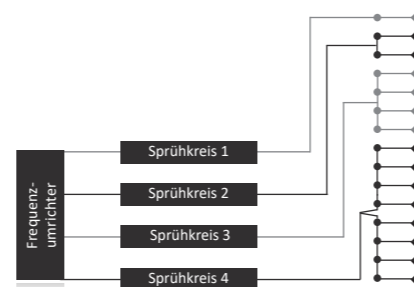 Frequenz-
umrichter
Sprühkreis 1
Sprühkreis 2
Sprühkreis 3
Sprühkreis 4